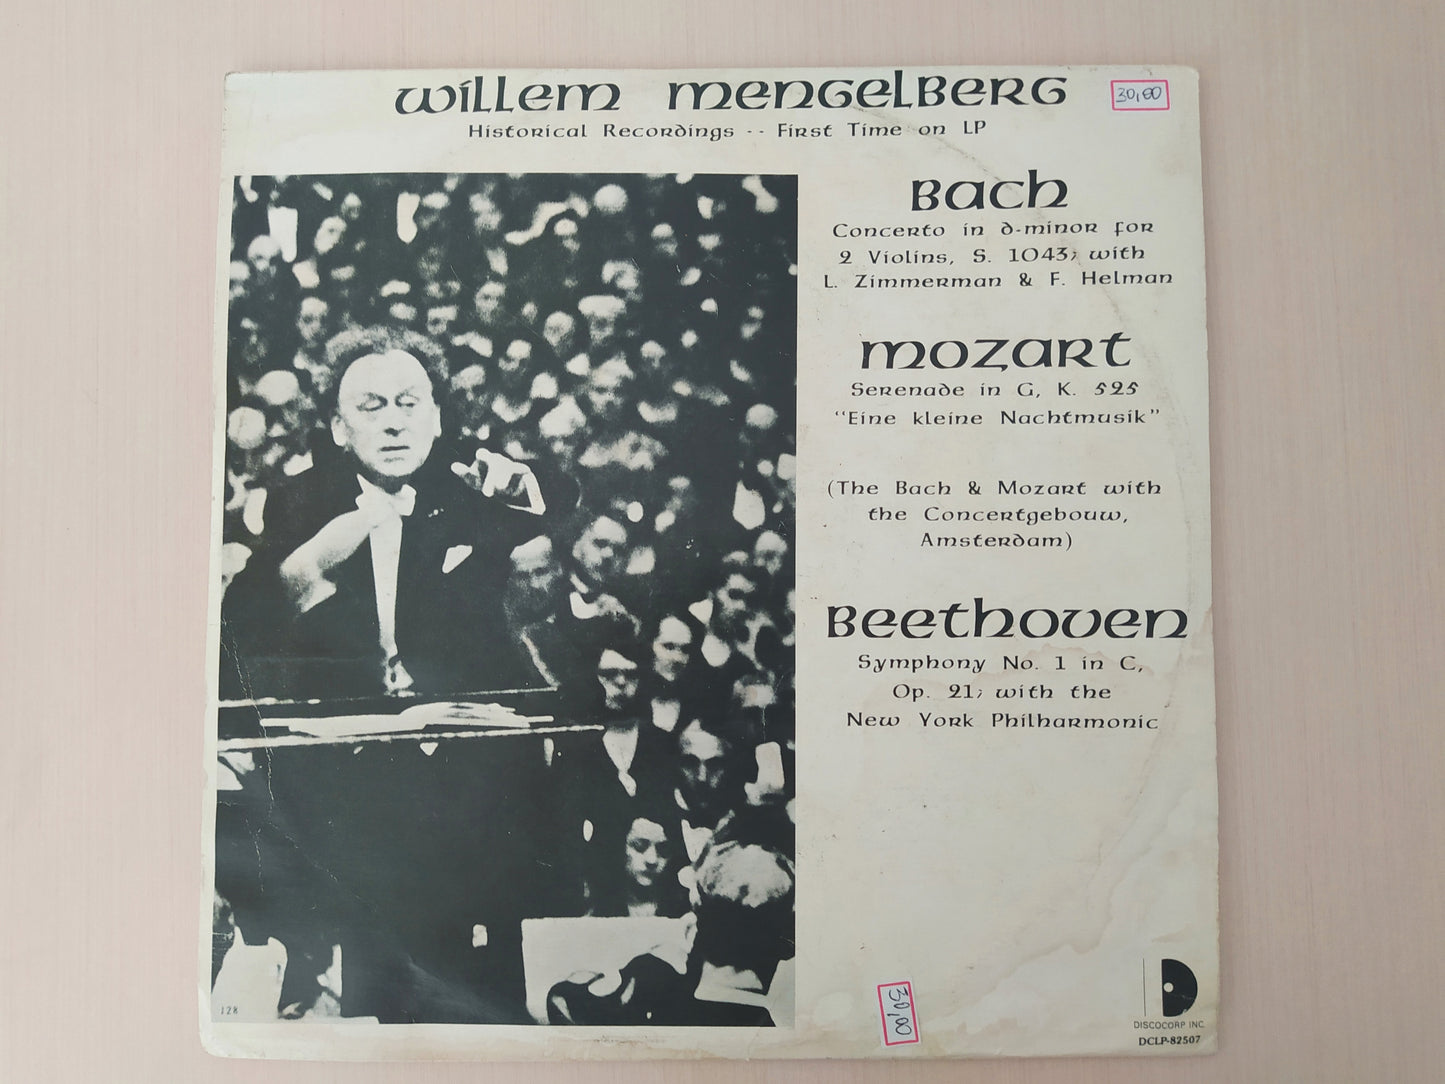 Willem Mengelberg
30,00
Historical Recordings -- First Time on LP
Bach
Concerto in d-minor for
2 Violins, S. 1043; with
L. Zimmerman & F. Helman
Mozart
Serenade in G, K. 525
"Eine kleine Nachtmusik"
(The Bach & Mozart with
the Concertgebouw,
Amsterdam)
Beethoven
Symphony No. 1 in C,
Op. 21; with the
New York Philharmonic
128
30,00
DISCOCORP INC
DCLP-82507